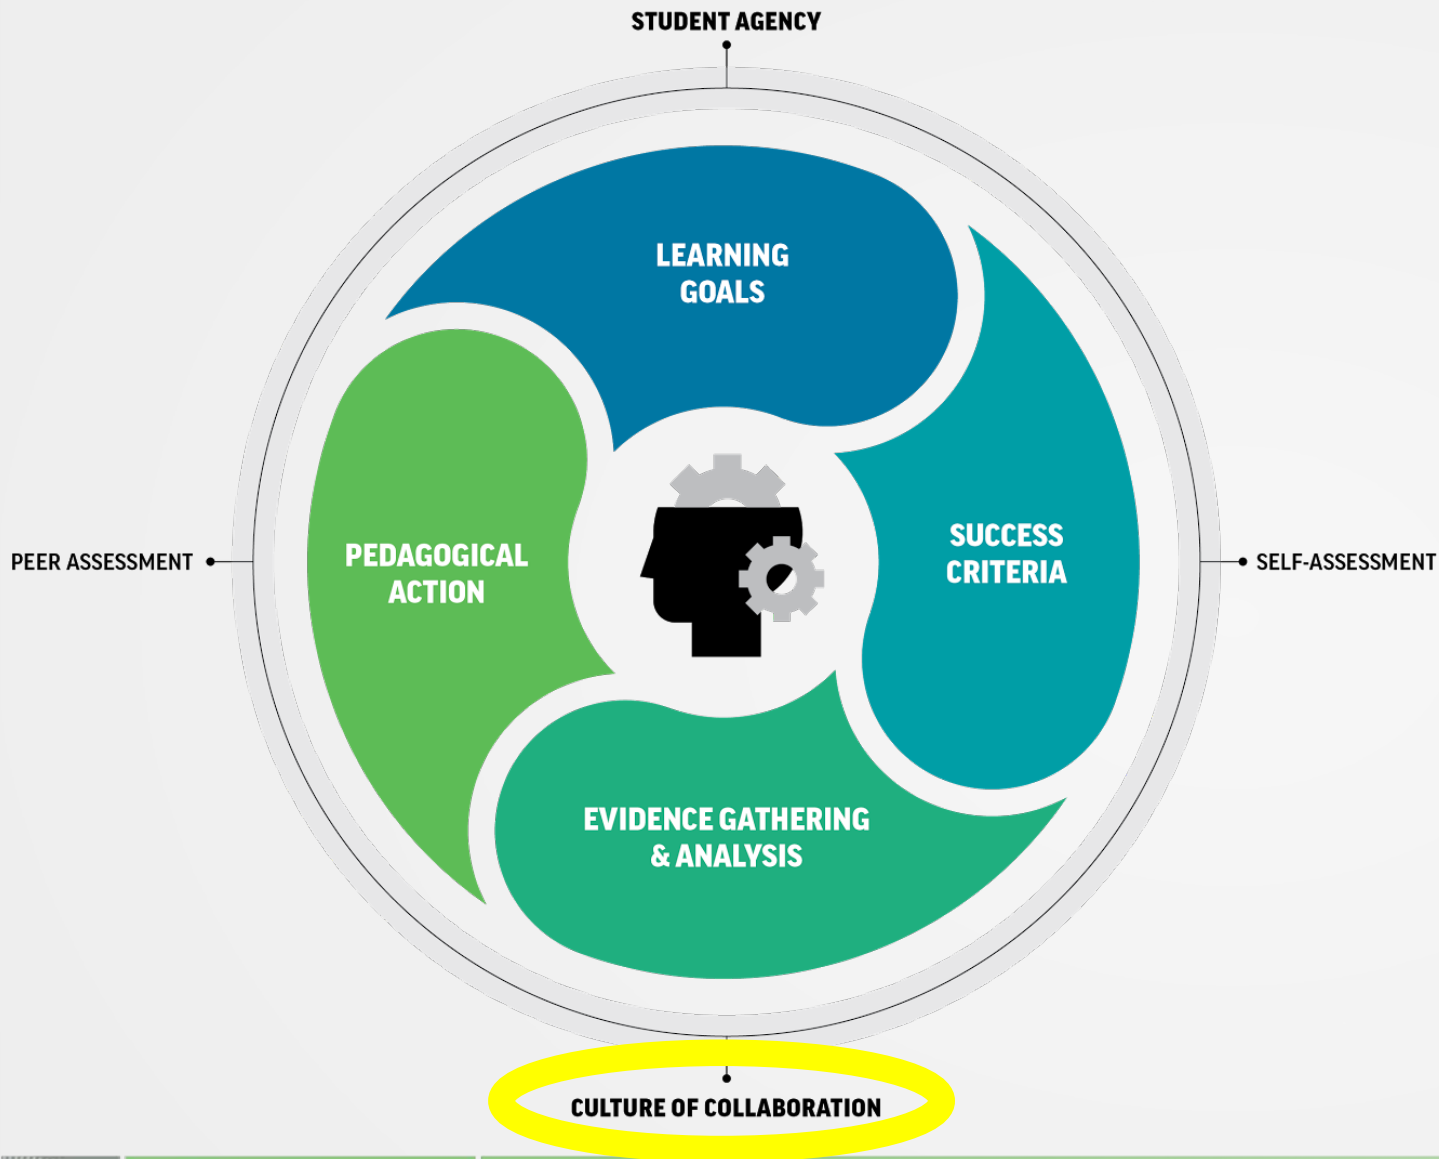 STUDENT AGENCY
LEARNING
GOALS
SUCCESS
CRITERIA
PEDAGOGICAL
ACTION
PEER ASSESSMENT
SELF-ASSESSMENT
EVIDENCE GATHERING
& ANALYSIS
CULTURE OF COLLABORATION